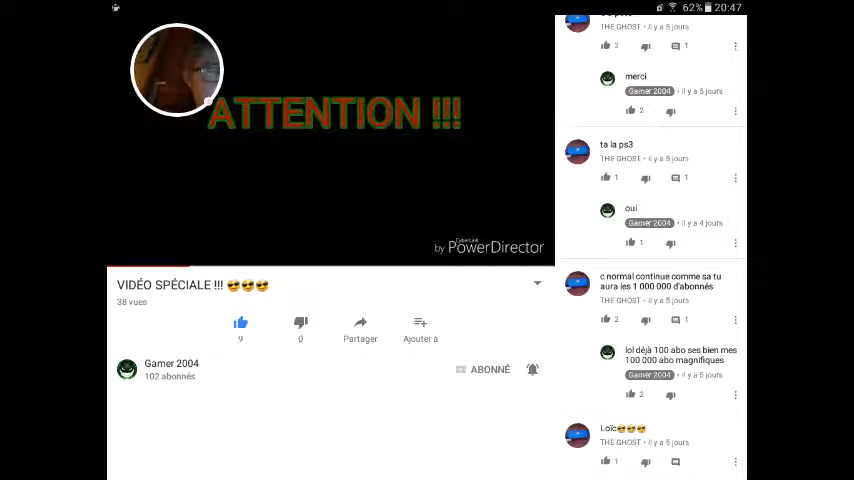 62% 20:47
ATTENTION !!!
by CyberLink PowerDirector
VIDÉO SPÉCIALE !!! 😎😎😎
38 vues
9
0
Partager
Ajouter à
Gamer 2004
102 abonnés
ABONNÉ
THE GHOST • il y a 5 jours
2
1
merci
Gamer 2004 • il y a 5 jours
2
ta la ps3
THE GHOST • il y a 5 jours
1
1
oui
Gamer 2004 • il y a 4 jours
1
c normal continue comme sa tu
aura les 1 000 000 d'abonnés
THE GHOST • il y a 5 jours
2
1
lol déjà 100 abo ses bien mes
100 000 abo magnifiques
Gamer 2004 • il y a 5 jours
2
Loïc😎😎😎
THE GHOST • il y a 5 jours
1